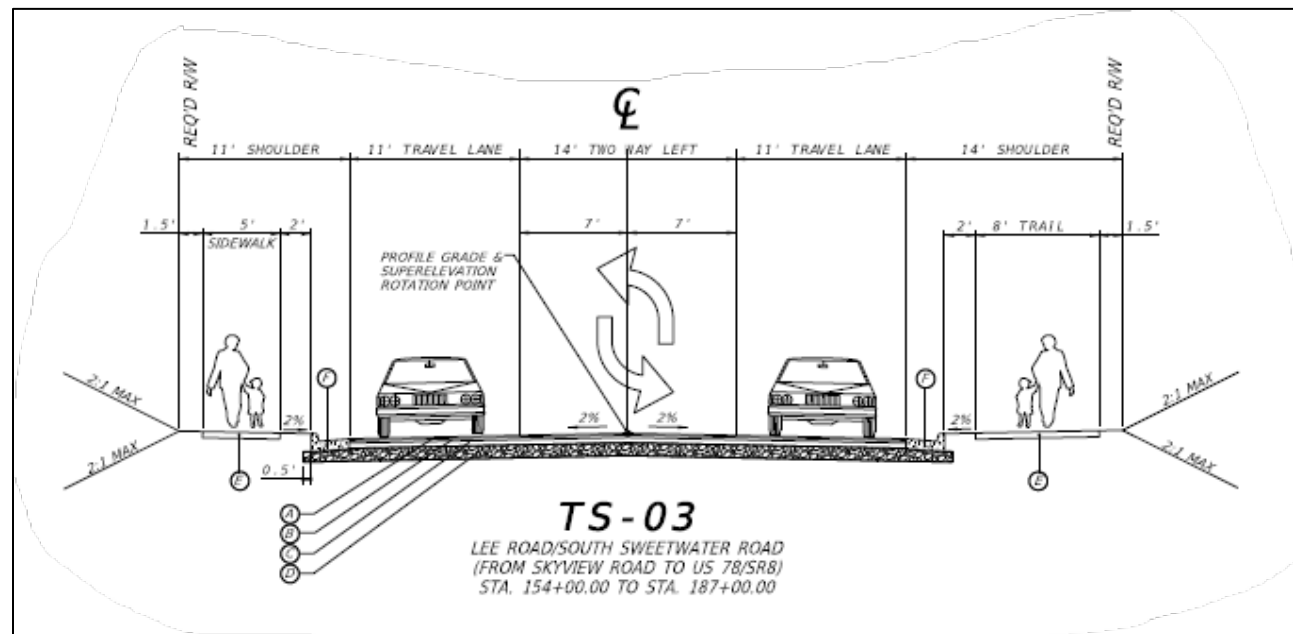 REQ'D R/W
REQ'D R/W
℄
11' SHOULDER
11' TRAVEL LANE
14' TWO WAY LEFT
11' TRAVEL LANE
14' SHOULDER
1.5'
5'
2'
SIDEWALK
7'
7'
2'
8' TRAIL
1.5'
PROFILE GRADE &
SUPERELEVATION
ROTATION POINT
F
F
2:1 MAX
2:1 MAX
2%
2%
2%
2%
2:1 MAX
2:1 MAX
0.5'
E
E
A
B
C
D
TS-03
LEE ROAD/SOUTH SWEETWATER ROAD
(FROM SKYVIEW ROAD TO US 78/SR8)
STA. 154+00.00 TO STA. 187+00.00